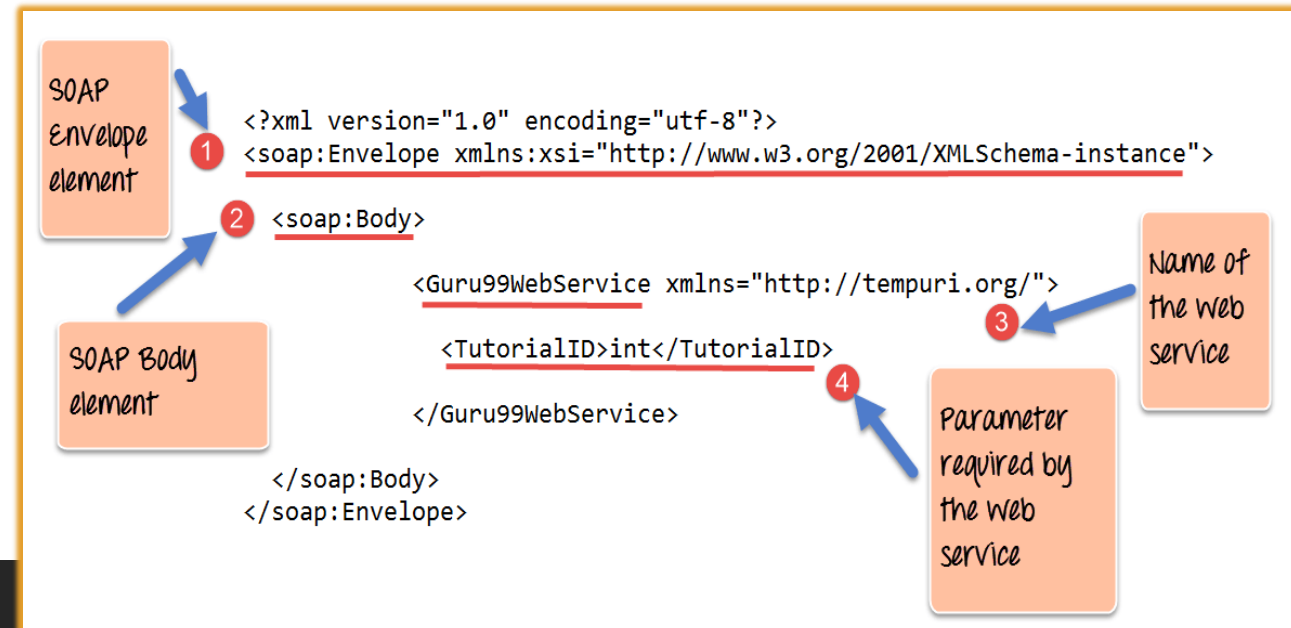 SOAP
Envelope
element
<?xml version="1.0" encoding="utf-8"?>
1
<soap:Envelope xmlns:xsi="http://www.w3.org/2001/XMLSchema-instance">
2
<soap:Body>
<Guru99WebService xmlns="http://tempuri.org/">
3
Name of
the web
service
SOAP Body
element
<TutorialID>int</TutorialID>
4
</Guru99WebService>
Parameter
required by
the web
service
</soap:Body>
</soap:Envelope>